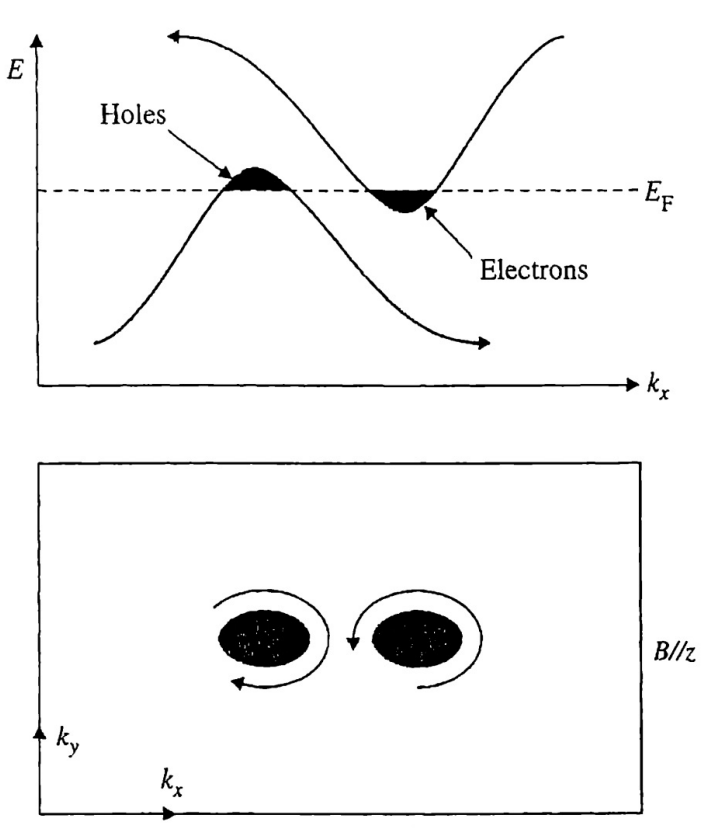 E
Holes
E_F
Electrons
k_x
B//z
k_y
k_x